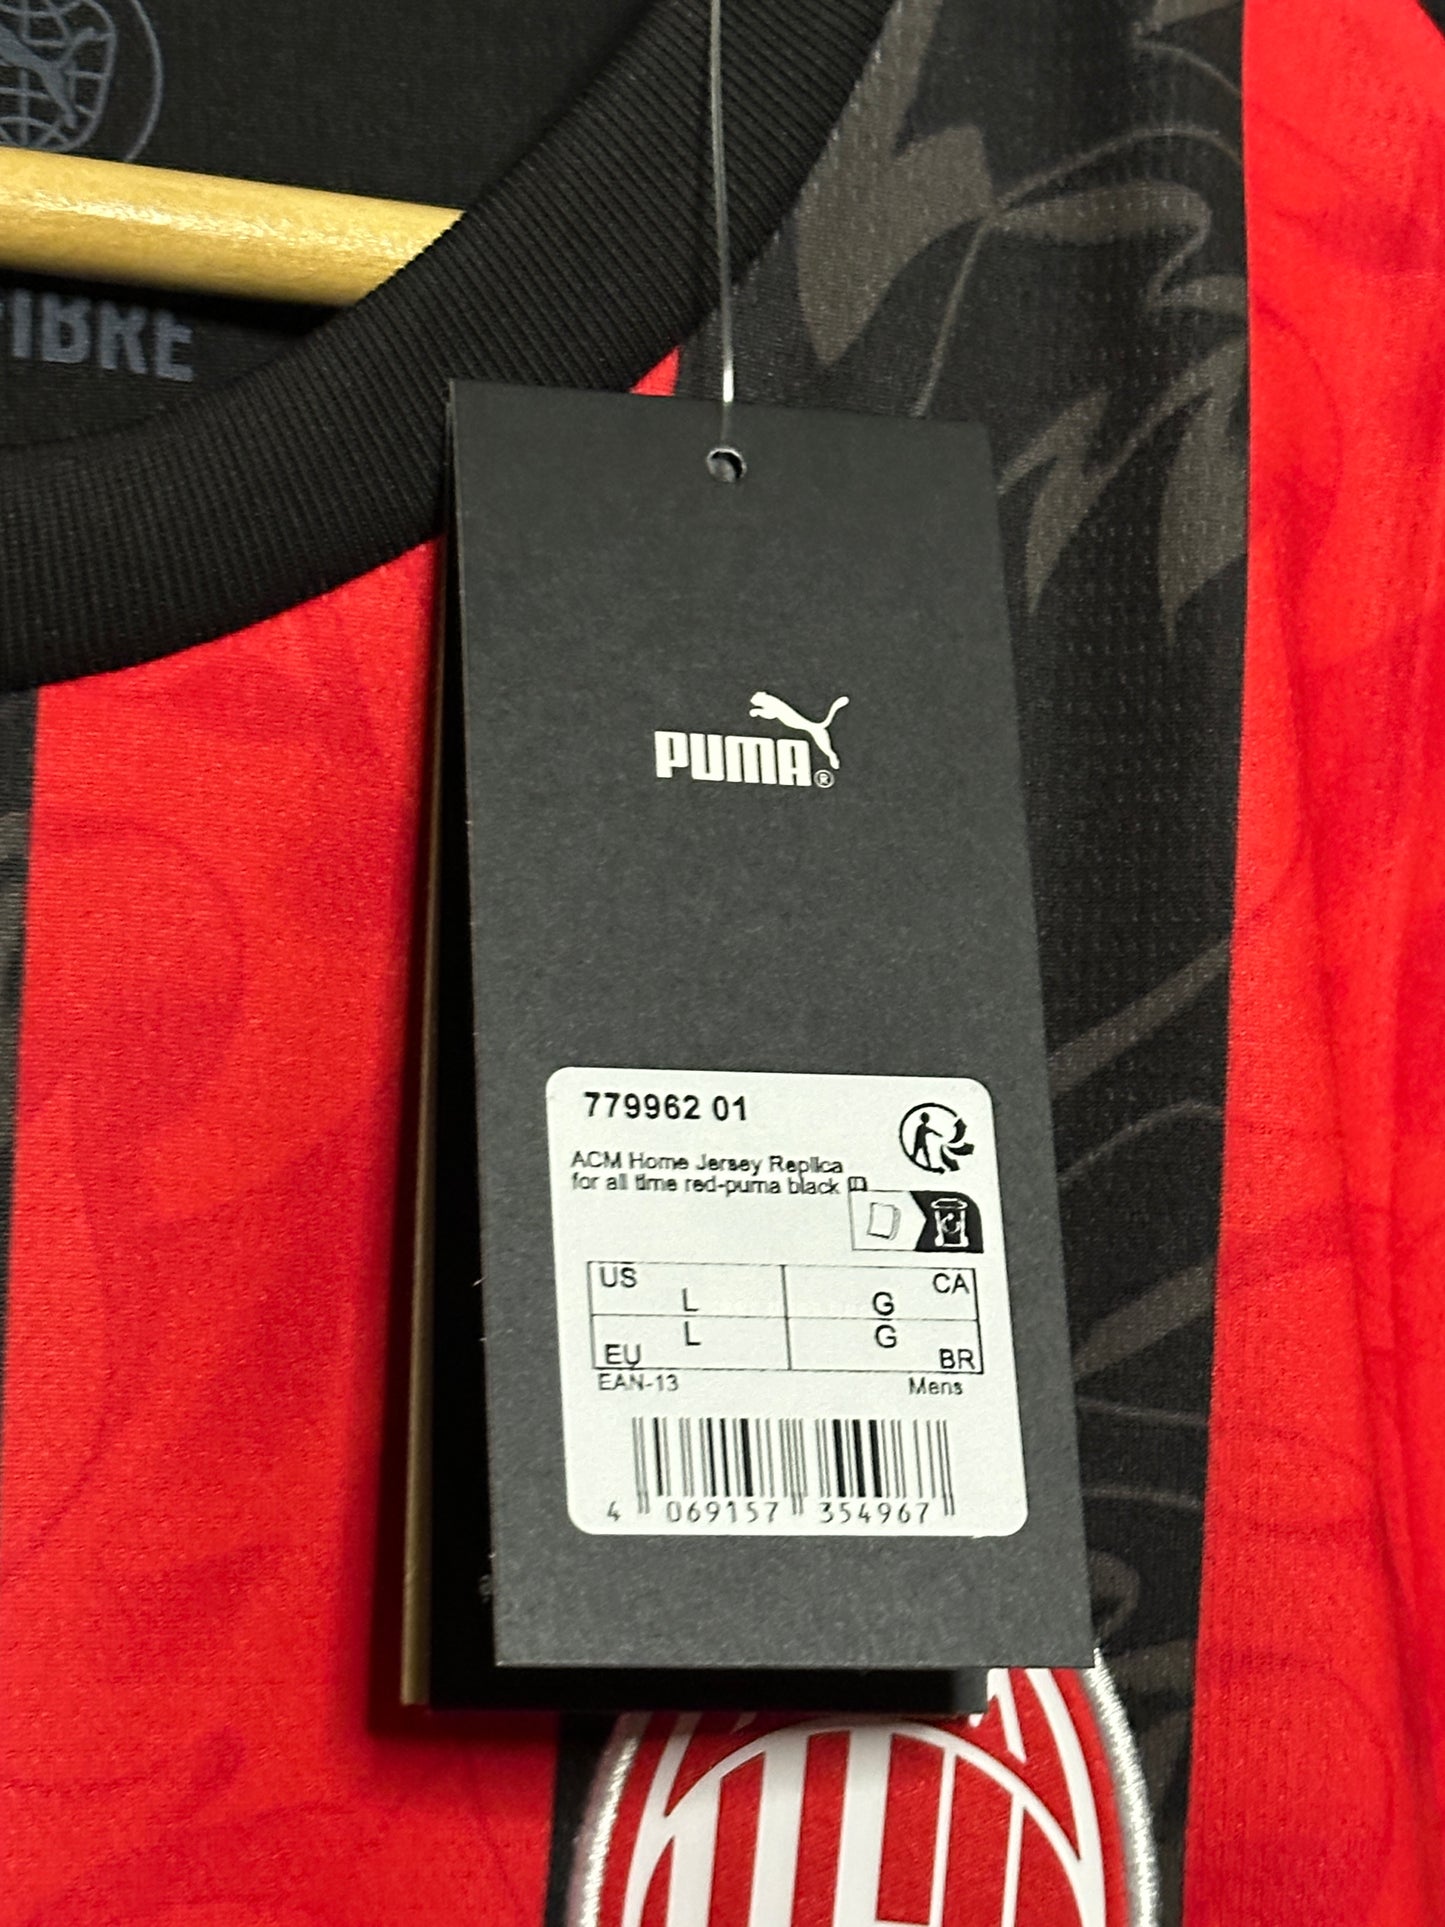 FIBRE
PUMA®
779962 01
ACM Home Jersey Replica
for all time red-puma black
US L G CA
EU L G BR
EAN-13 Mens
4 069157 354967